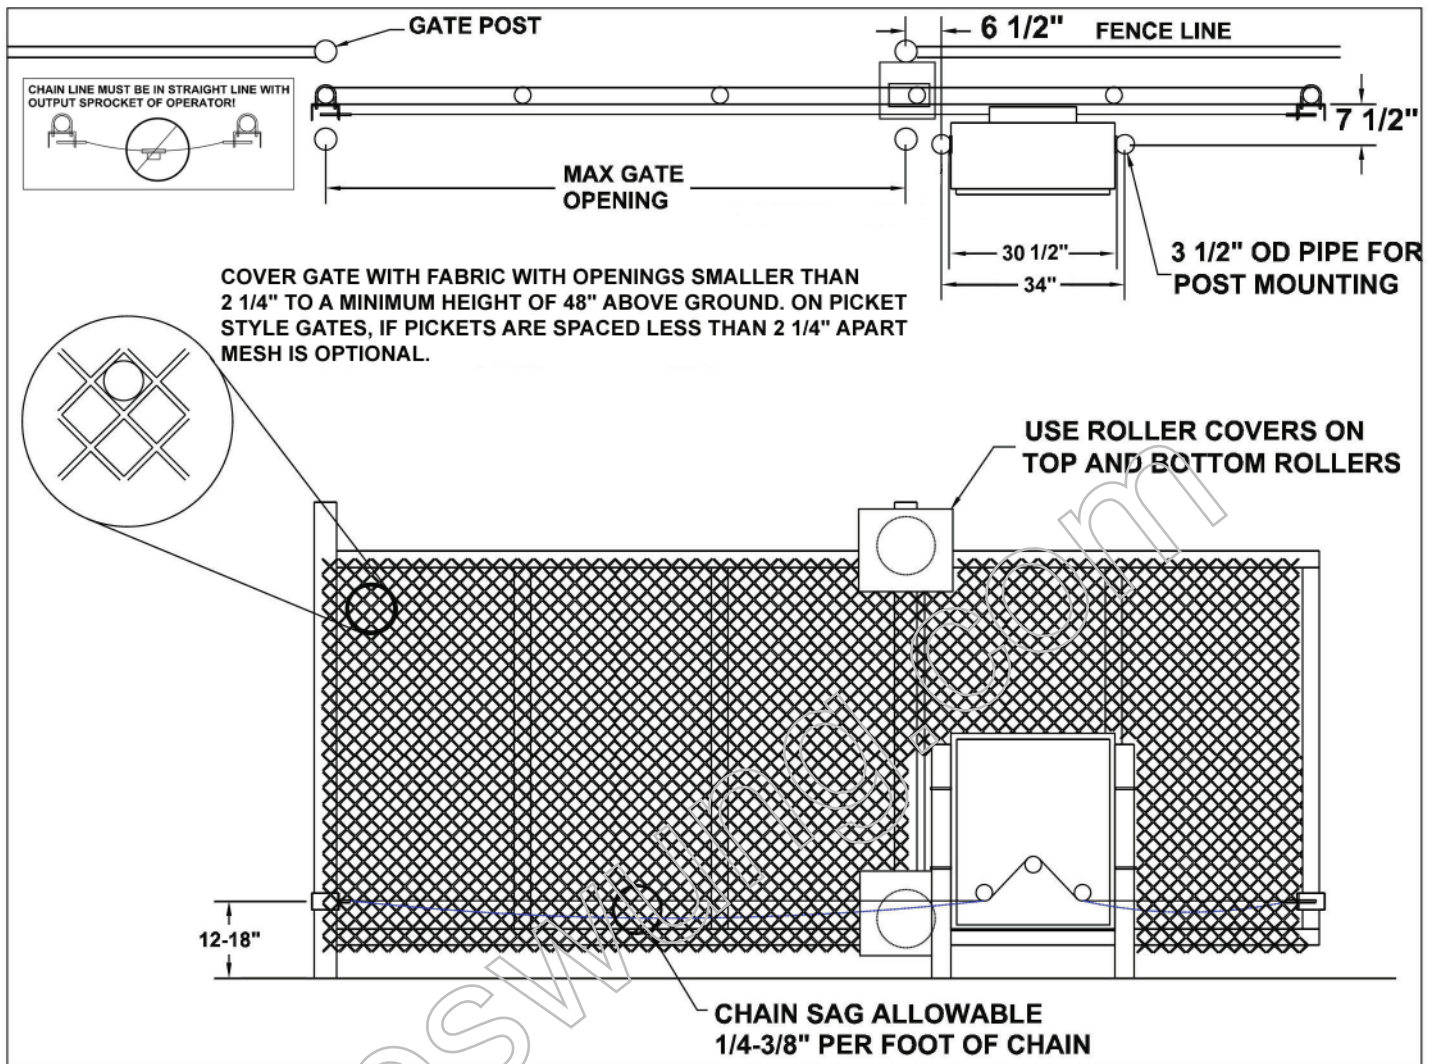 GATE POST
6 1/2"
FENCE LINE
CHAIN LINE MUST BE IN STRAIGHT LINE WITH
OUTPUT SPROCKET OF OPERATOR!
7 1/2"
MAX GATE
OPENING
30 1/2"
34"
3 1/2" OD PIPE FOR
POST MOUNTING
COVER GATE WITH FABRIC WITH OPENINGS SMALLER THAN
2 1/4" TO A MINIMUM HEIGHT OF 48" ABOVE GROUND. ON PICKET
STYLE GATES, IF PICKETS ARE SPACED LESS THAN 2 1/4" APART
MESH IS OPTIONAL.
USE ROLLER COVERS ON
TOP AND BOTTOM ROLLERS
12-18"
CHAIN SAG ALLOWABLE
1/4-3/8" PER FOOT OF CHAIN